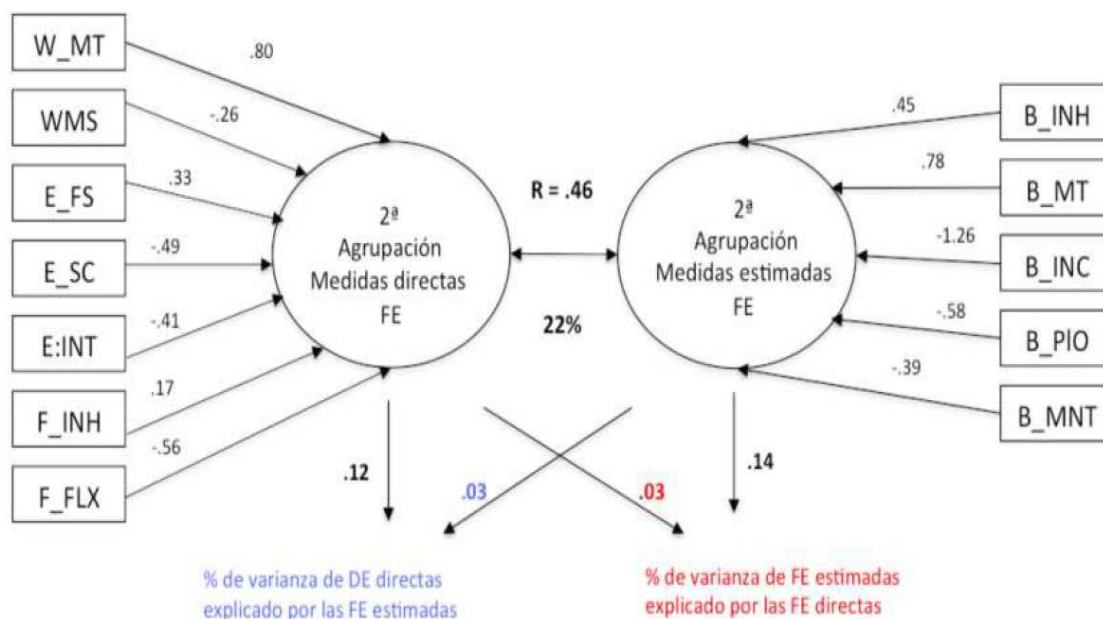 W_MT
WMS
E_FS
E_SC
E:INT
F_INH
F_FLX
.80
-.26
.33
-.49
-.41
.17
-.56
2ª
Agrupación
Medidas directas
FE
R = .46
22%
2ª
Agrupación
Medidas estimadas
FE
.45
.78
-1.26
-.58
-.39
B_INH
B_MT
B_INC
B_PlO
B_MNT
.12
.03
.03
.14
% de varianza de DE directas
explicado por las FE estimadas
% de varianza de FE estimadas
explicado por las FE directas